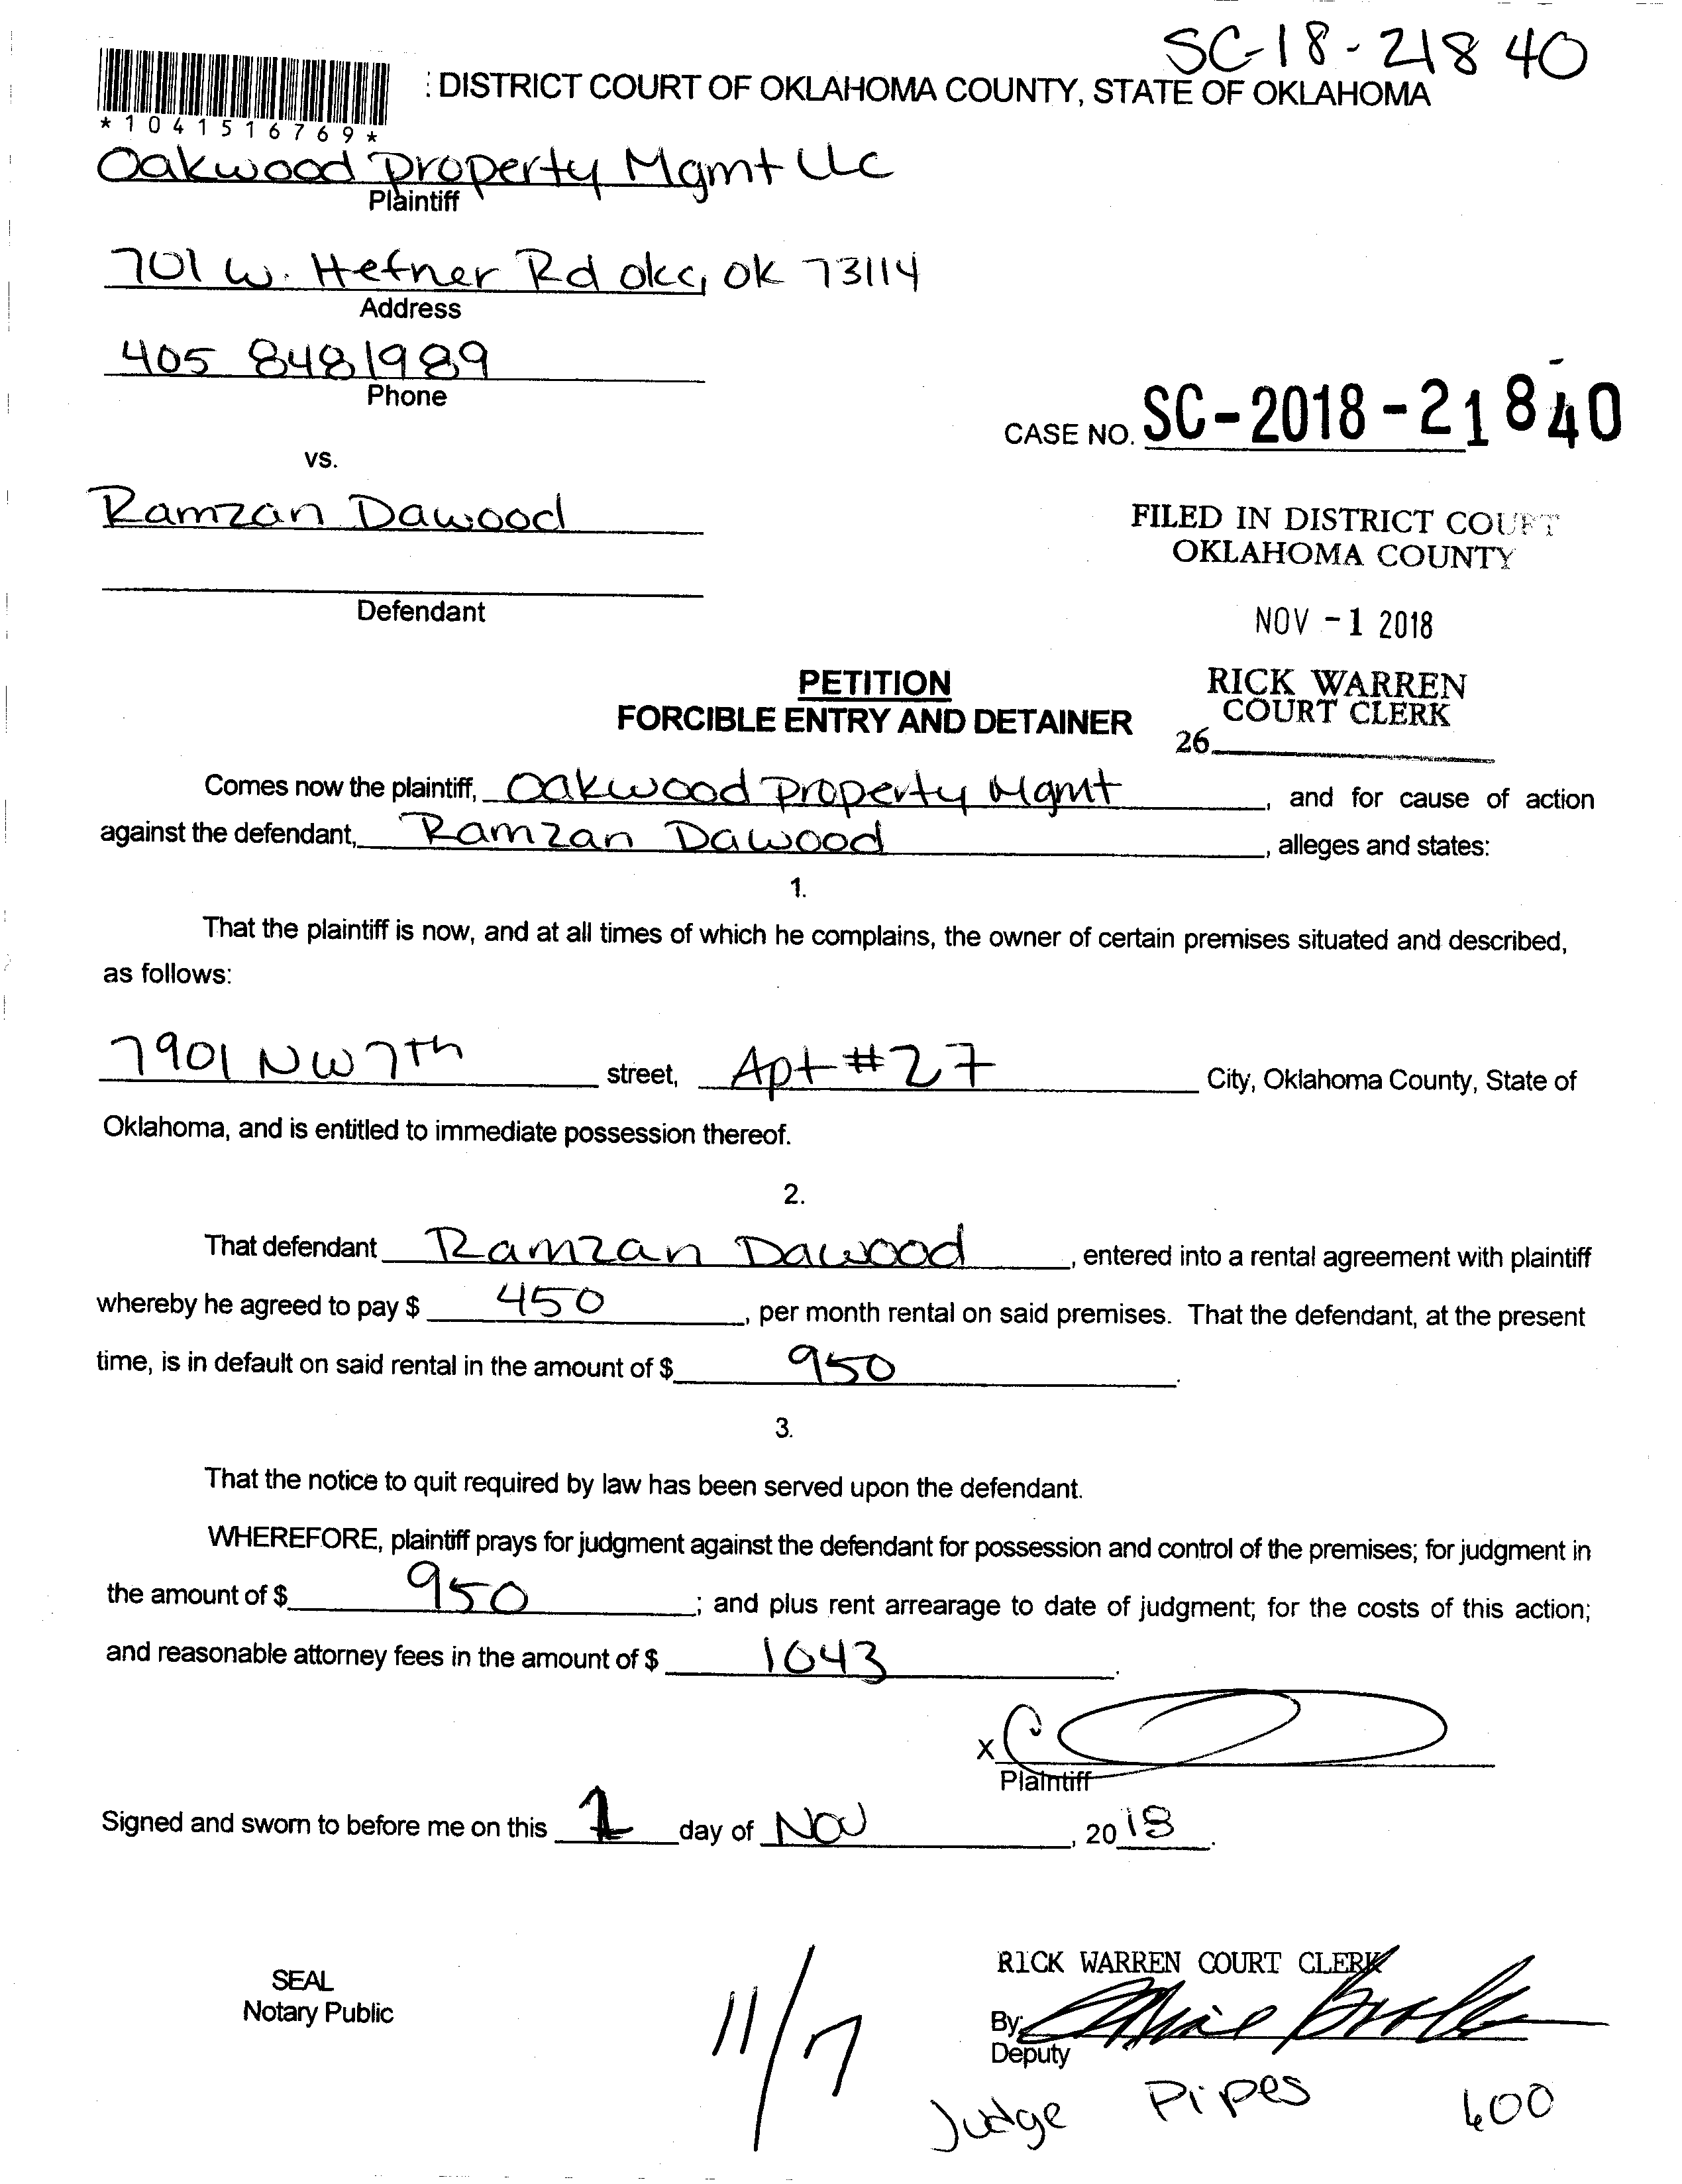 SC-18-21840
: DISTRICT COURT OF OKLAHOMA COUNTY, STATE OF OKLAHOMA
*1041516769*
Oakwood Property Mgmt LLC
Plaintiff
701 W. Hefner Rd okc, OK 73114
Address
405 8481989
Phone
CASE NO. SC-2018-21840
vs.
Ramzan Dawood
FILED IN DISTRICT COURT
OKLAHOMA COUNTY
Defendant
NOV -1 2018
PETITION
FORCIBLE ENTRY AND DETAINER
RICK WARREN
COURT CLERK
26
Comes now the plaintiff, Oakwood Property Mgmt, and for cause of action
against the defendant, Ramzan Dawood, alleges and states:
1.
That the plaintiff is now, and at all times of which he complains, the owner of certain premises situated and described,
as follows:
7901 NW 7th street, Apt #27 City, Oklahoma County, State of
Oklahoma, and is entitled to immediate possession thereof.
2.
That defendant Ramzan Dawood, entered into a rental agreement with plaintiff
whereby he agreed to pay $ 450, per month rental on said premises. That the defendant, at the present
time, is in default on said rental in the amount of $ 950.
3.
That the notice to quit required by law has been served upon the defendant.
WHEREFORE, plaintiff prays for judgment against the defendant for possession and control of the premises; for judgment in
the amount of $ 950; and plus rent arrearage to date of judgment; for the costs of this action;
and reasonable attorney fees in the amount of $ 1043.
x
Plaintiff
Signed and sworn to before me on this 1 day of Nov, 2018.
SEAL
Notary Public
11/7
RICK WARREN COURT CLERK
By:
Deputy
Judge Pipes 600